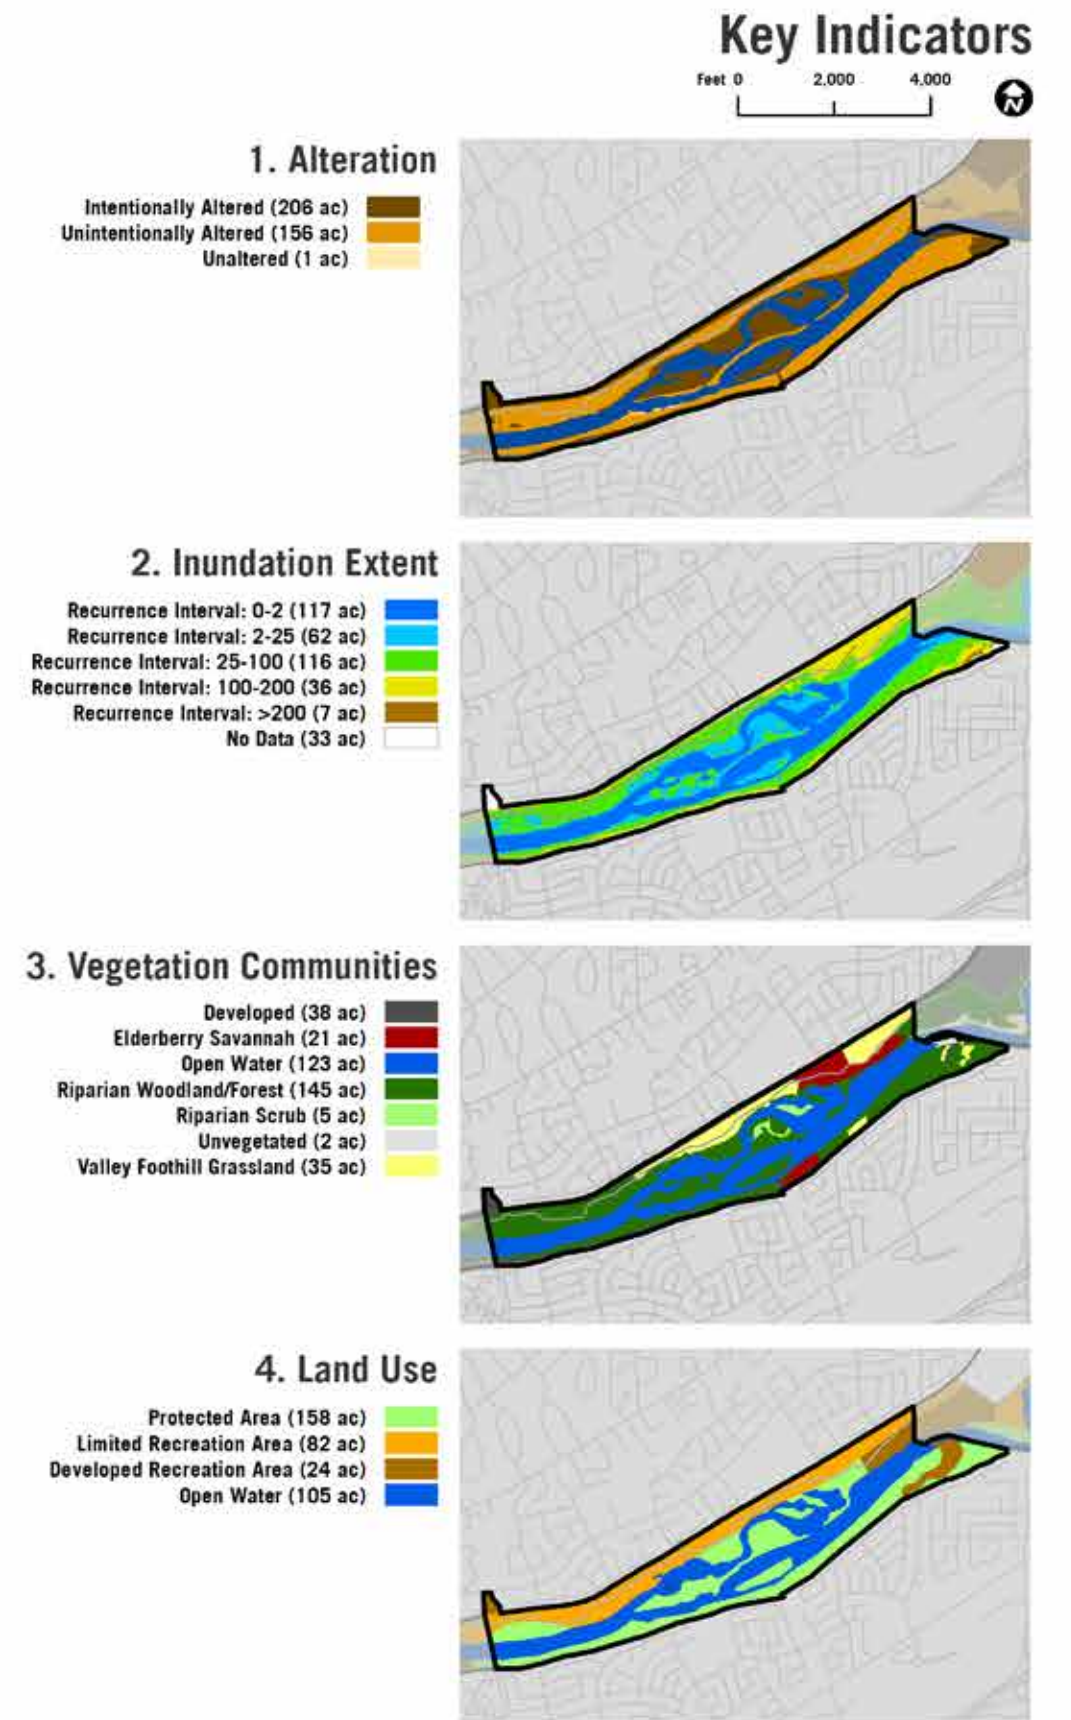 Key Indicators
Feet 0 2,000 4,000
N
1. Alteration
Intentionally Altered (206 ac)
Unintentionally Altered (156 ac)
Unaltered (1 ac)
2. Inundation Extent
Recurrence Interval: 0-2 (117 ac)
Recurrence Interval: 2-25 (62 ac)
Recurrence Interval: 25-100 (116 ac)
Recurrence Interval: 100-200 (36 ac)
Recurrence Interval: >200 (7 ac)
No Data (33 ac)
3. Vegetation Communities
Developed (38 ac)
Elderberry Savannah (21 ac)
Open Water (123 ac)
Riparian Woodland/Forest (145 ac)
Riparian Scrub (5 ac)
Unvegetated (2 ac)
Valley Foothill Grassland (35 ac)
4. Land Use
Protected Area (158 ac)
Limited Recreation Area (82 ac)
Developed Recreation Area (24 ac)
Open Water (105 ac)